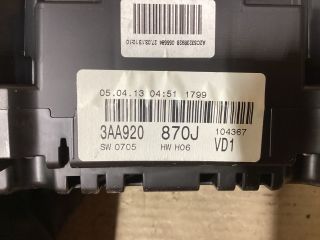 05.04.13 04:51 1799
3AA920 870J 104367
SW 0705 HW H06 VD1